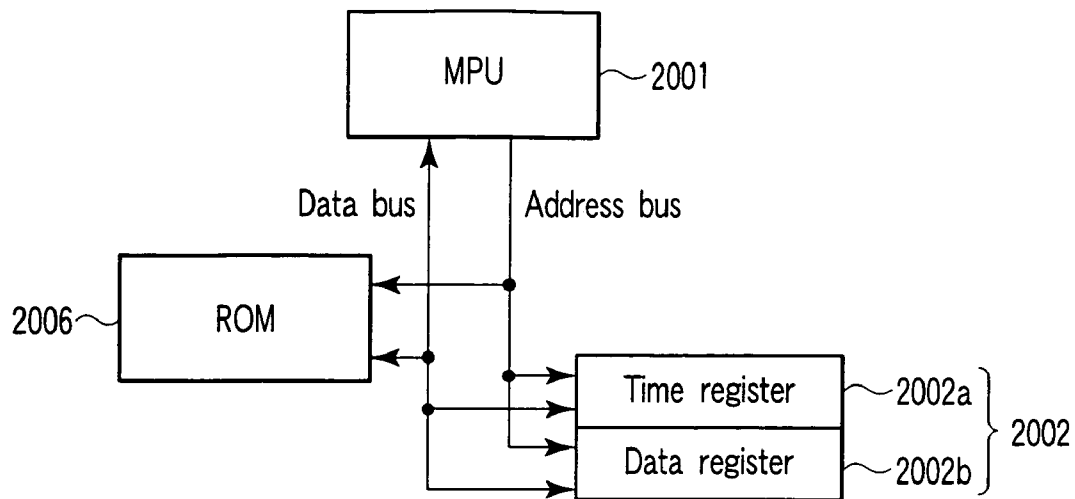 MPU
2001
Data bus
Address bus
2006
ROM
Time register
2002a
2002
Data register
2002b